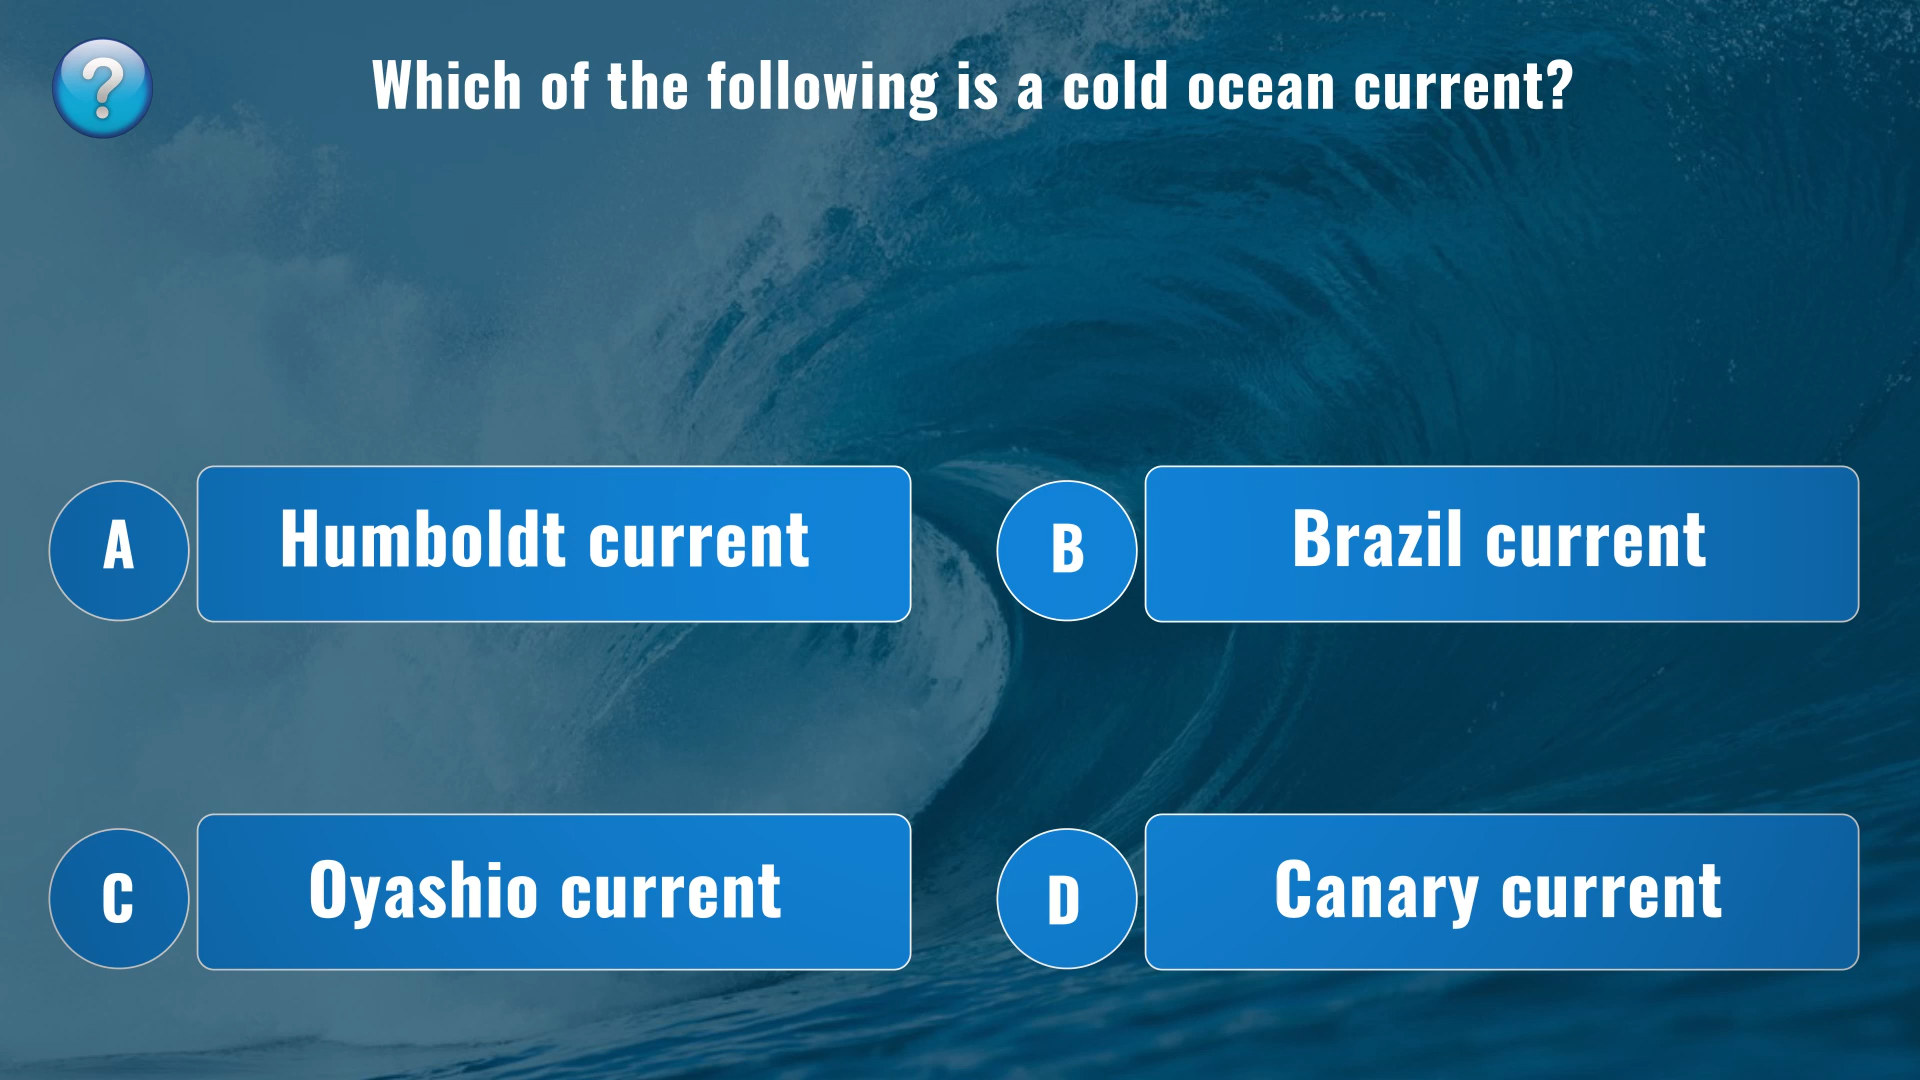 ?
Which of the following is a cold ocean current?
A
Humboldt current
B
Brazil current
C
Oyashio current
D
Canary current